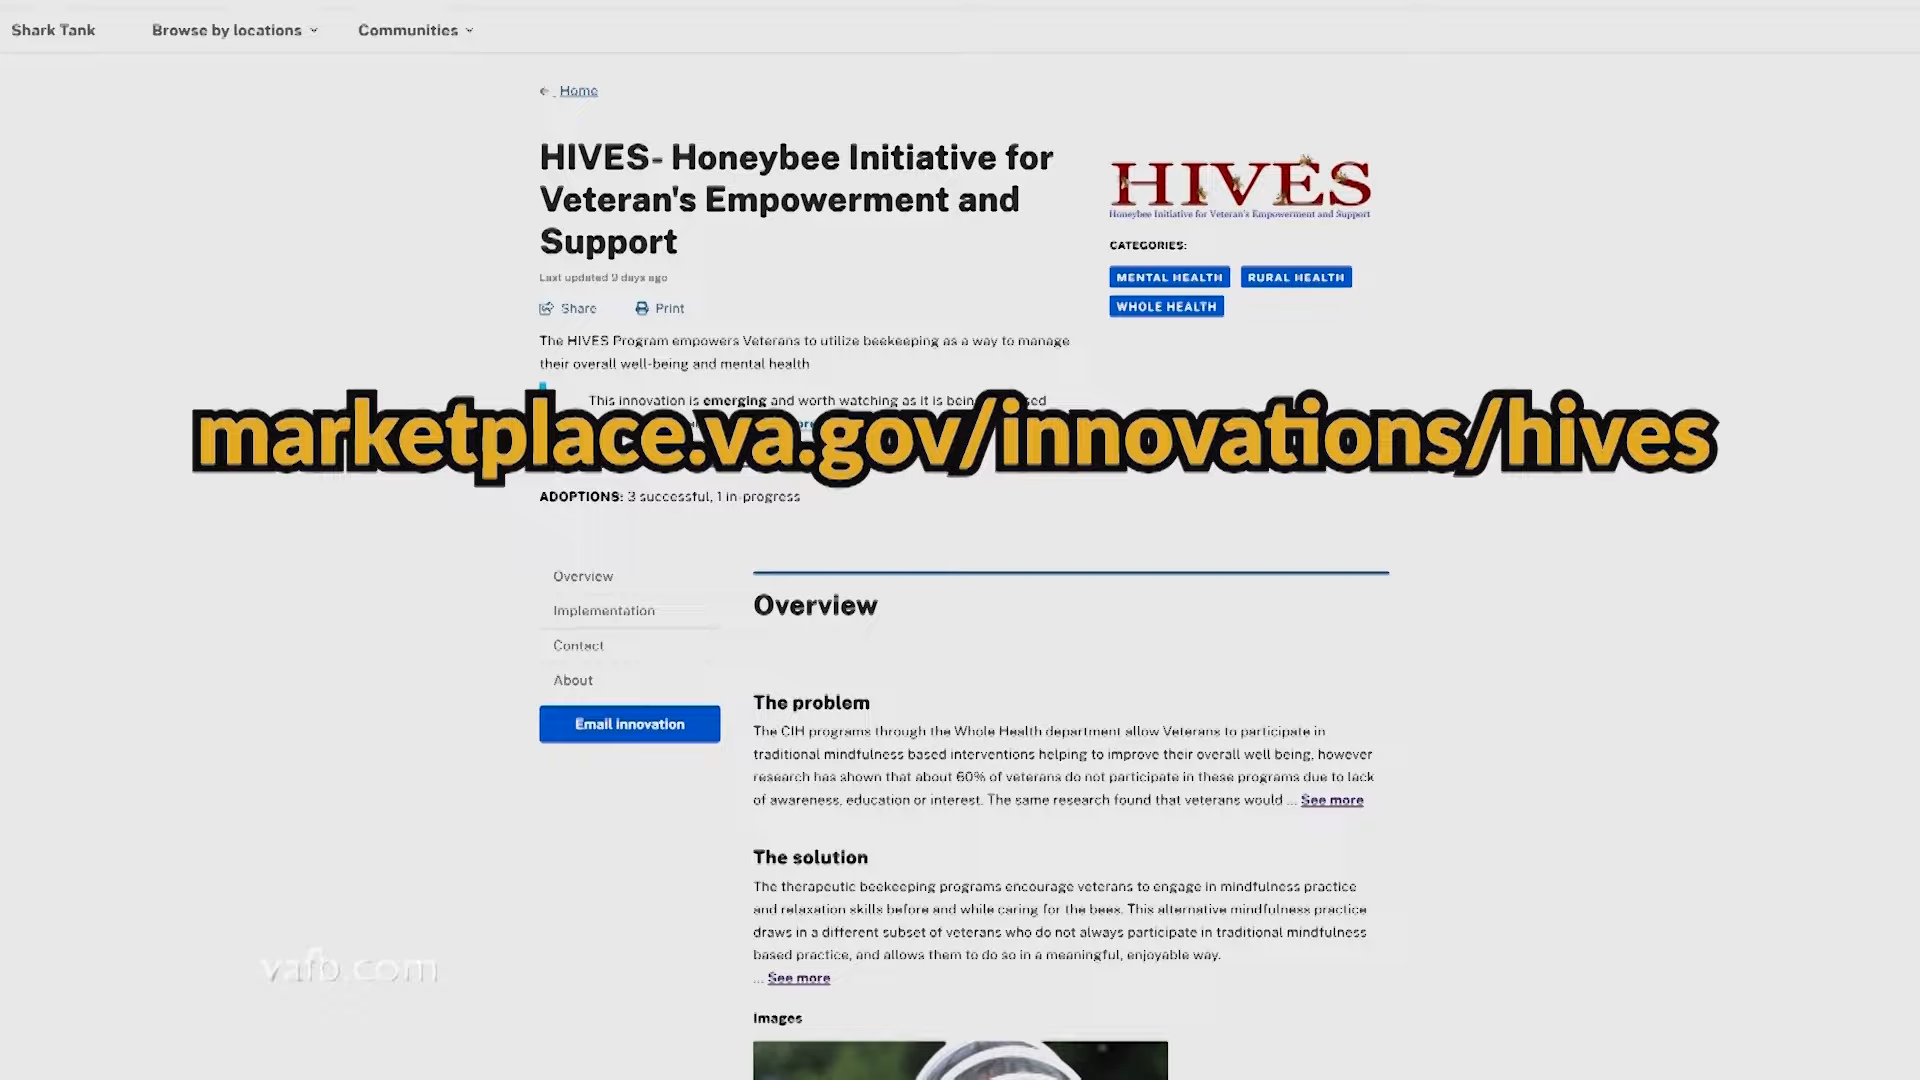 Shark Tank Browse by locations Communities
Home
HIVES- Honeybee Initiative for
Veteran's Empowerment and
Support
Last updated 9 days ago
Share Print
The HIVES Program empowers Veterans to utilize beekeeping as a way to manage
their overall well-being and mental health
This innovation is emerging and worth watching as it is being
marketplace.va.gov/innovations/hives
ADOPTIONS: 3 successful, 1 in-progress
HIVES
Honeybee Initiative for Veteran's Empowerment and Support
CATEGORIES:
MENTAL HEALTH RURAL HEALTH
WHOLE HEALTH
Overview
Implementation
Contact
About
Email innovation
Overview
The problem
The CIH programs through the Whole Health department allow Veterans to participate in
traditional mindfulness based interventions helping to improve their overall well being, however
research has shown that about 60% of veterans do not participate in these programs due to lack
of awareness, education or interest. The same research found that veterans would ... See more
The solution
The therapeutic beekeeping programs encourage veterans to engage in mindfulness practice
and relaxation skills before and while caring for the bees. This alternative mindfulness practice
draws in a different subset of veterans who do not always participate in traditional mindfulness
based practice, and allows them to do so in a meaningful, enjoyable way.
... See more
Images
vafb.com